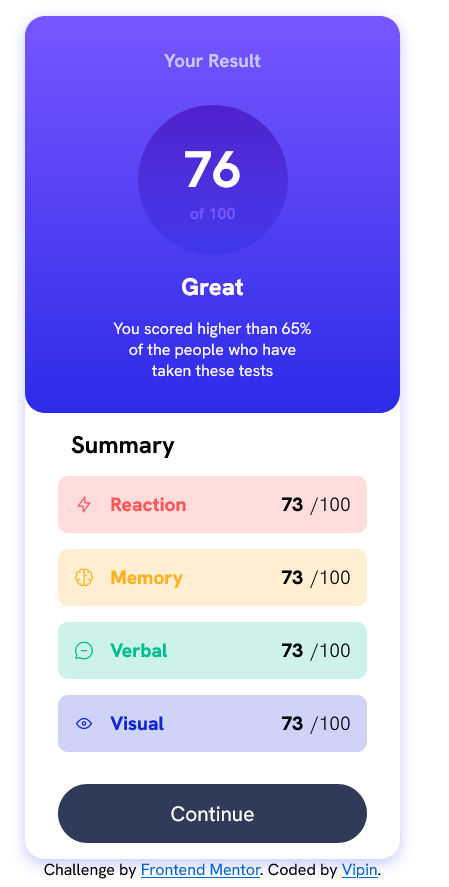 Your Result
76
of 100
Great
You scored higher than 65%
of the people who have
taken these tests
Summary
Reaction 73 /100
Memory 73 /100
Verbal 73 /100
Visual 73 /100
Continue
Challenge by Frontend Mentor. Coded by Vipin.